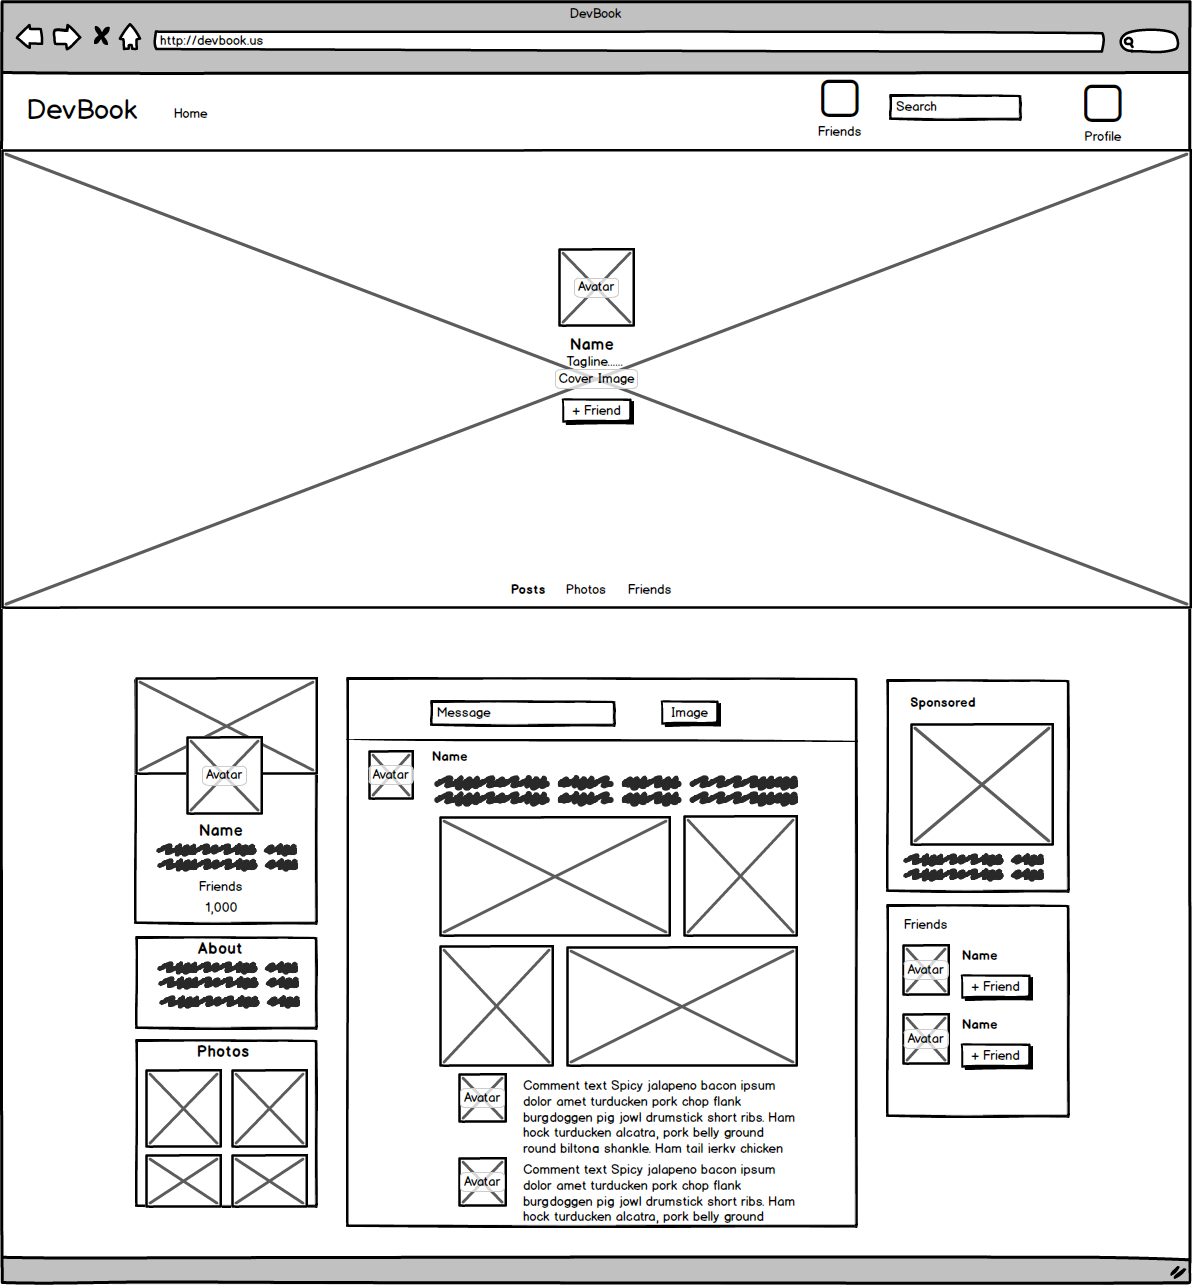 DevBook
http://devbook.us
DevBook
Home
Friends
Search
Profile
Avatar
Name
Tagline......
Cover Image
+ Friend
Posts Photos Friends
Avatar
Name
Friends
1,000
About
Photos
Message
Image
Avatar
Name
Avatar
Comment text Spicy jalapeno bacon ipsum
dolor amet turducken pork chop flank
burgdoggen pig jowl drumstick short ribs. Ham
hock turducken alcatra, pork belly ground
round biltong shankle. Ham tail jerky chicken
Avatar
Comment text Spicy jalapeno bacon ipsum
dolor amet turducken pork chop flank
burgdoggen pig jowl drumstick short ribs. Ham
hock turducken alcatra, pork belly ground
Sponsored
Friends
Avatar
Name
+ Friend
Avatar
Name
+ Friend